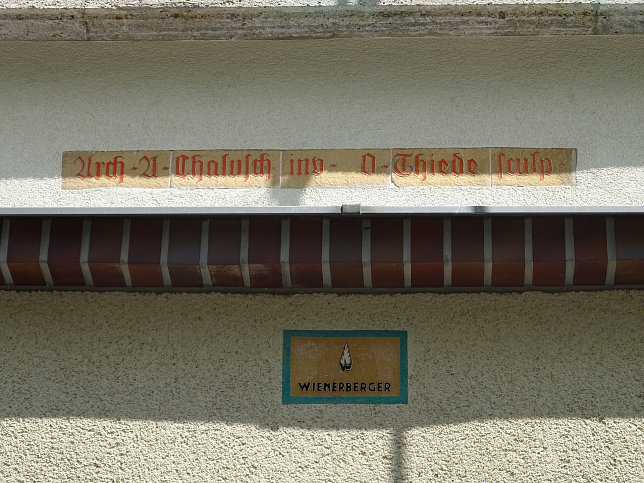 Arch · A · Chalusch inv · O · Thiede sculp ·
WIENERBERGER